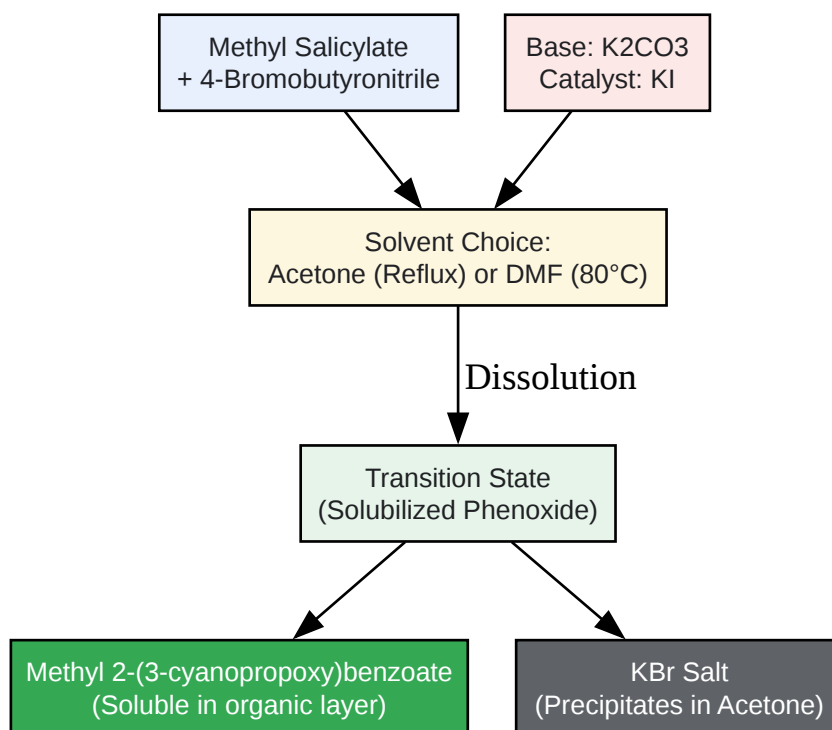 Methyl Salicylate
+ 4-Bromobutyronitrile
Base: K2CO3
Catalyst: KI
Solvent Choice:
Acetone (Reflux) or DMF (80°C)
Dissolution
Transition State
(Solubilized Phenoxide)
Methyl 2-(3-cyanopropoxy)benzoate
(Soluble in organic layer)
KBr Salt
(Precipitates in Acetone)